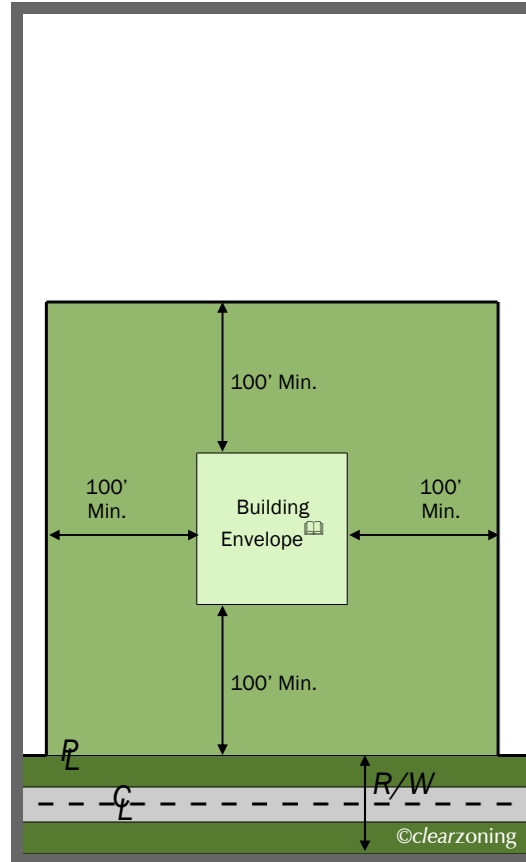 100’ Min.
100’
Min.
Building
Envelope
100’
Min.
100’ Min.
PL
R/W
CL
©clearzoning